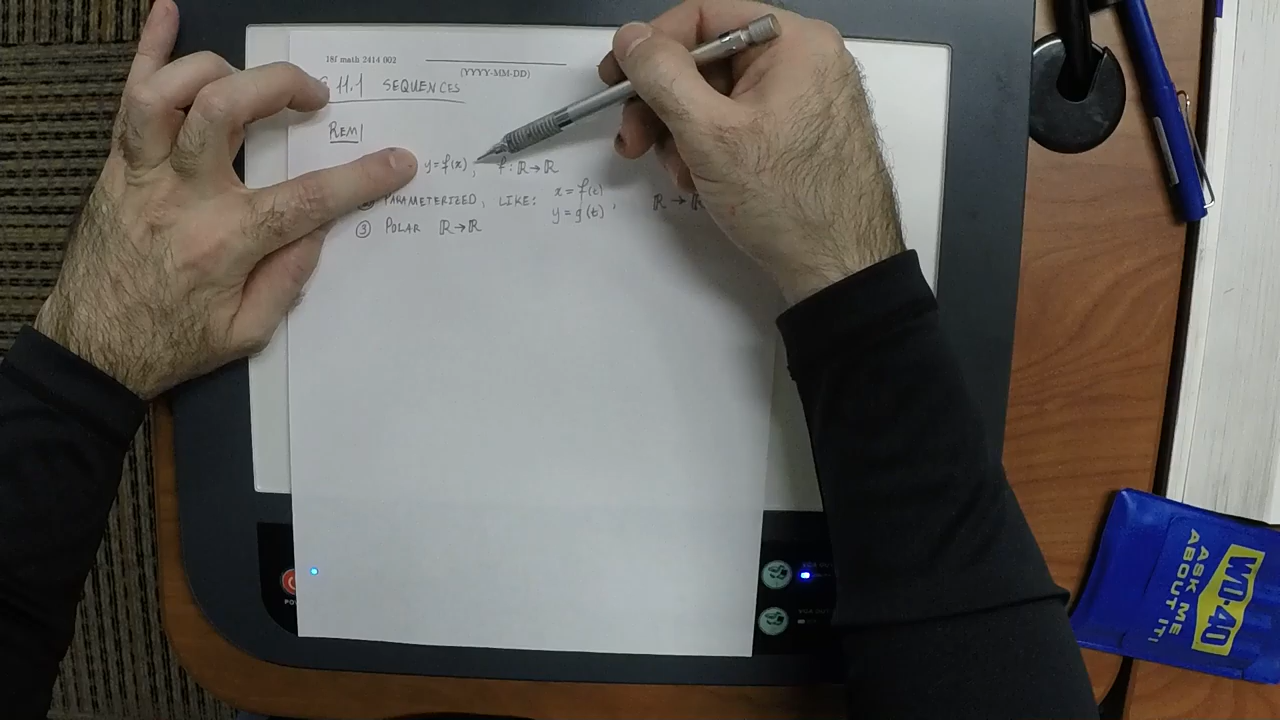 18f math 2414 002
(YYYY-MM-DD)
11.1 SEQUENCES
REM
y=f(x), f: ℝ→ℝ
PARAMETERIZED, LIKE: x=f(t)
y=g(t), ℝ→
③ POLAR ℝ→ℝ
WI-40
ASK ME
ABOUT IT!